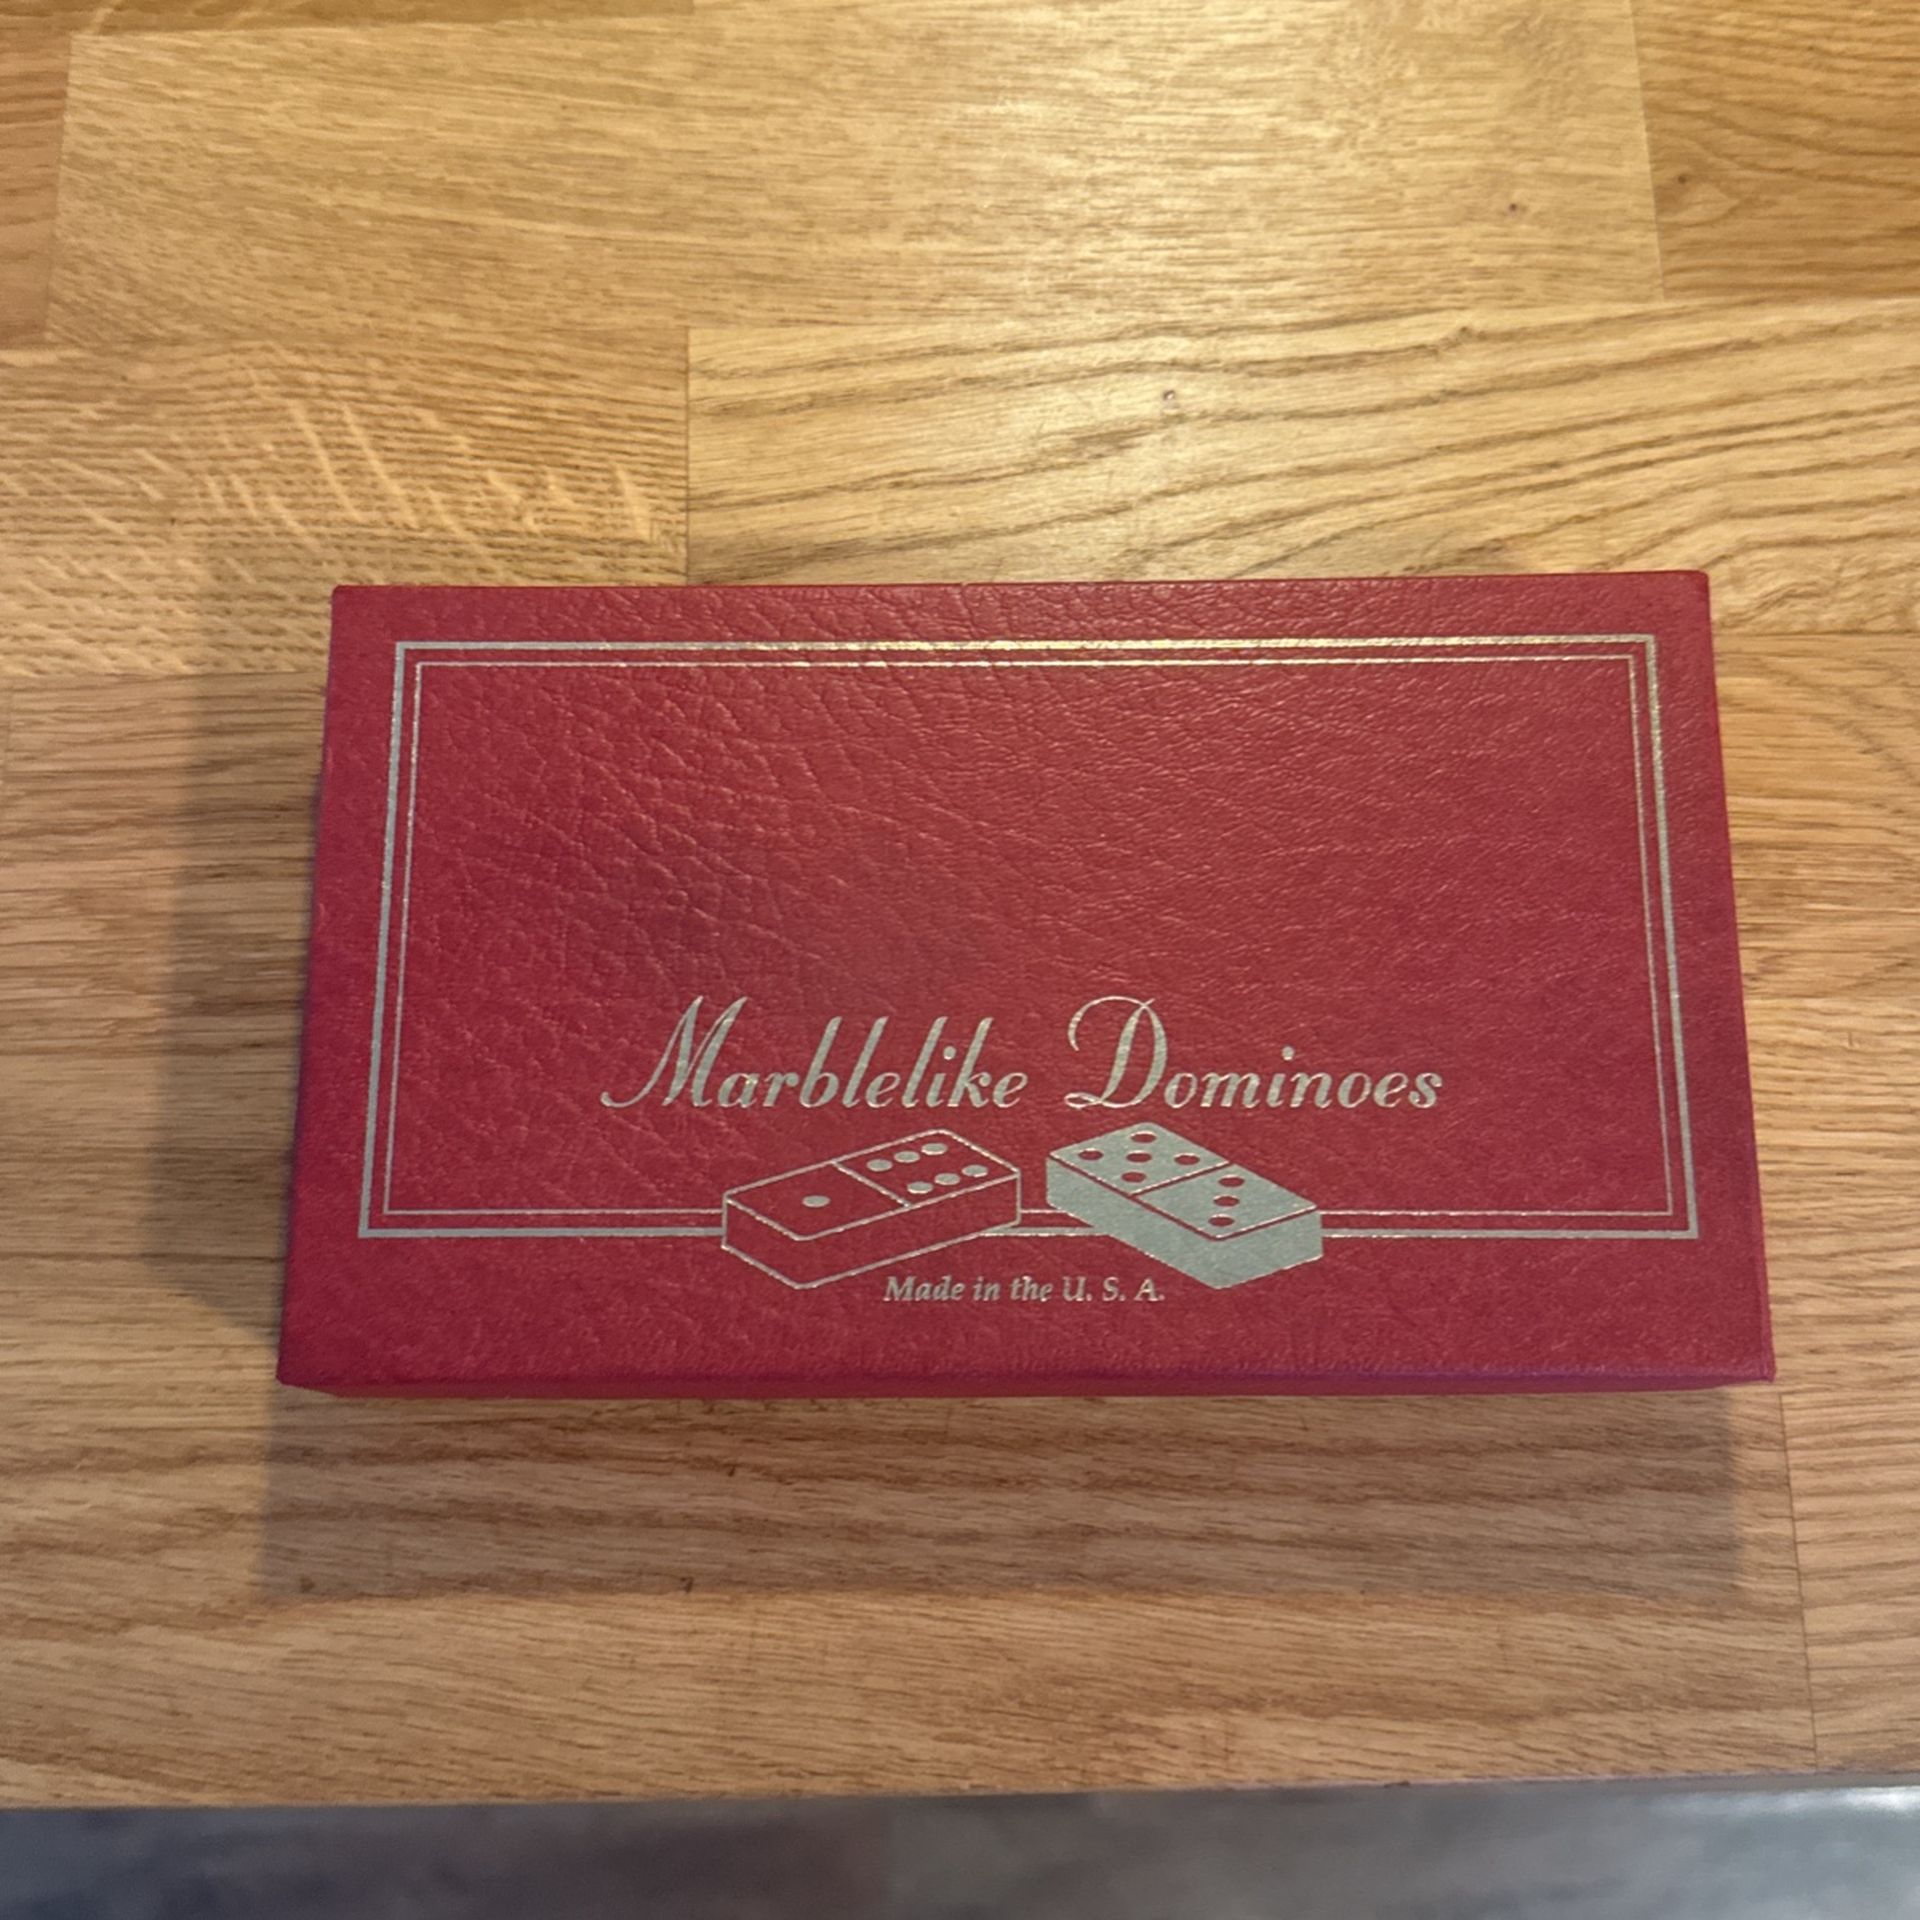 Marblelike Dominoes
Made in the U. S. A.